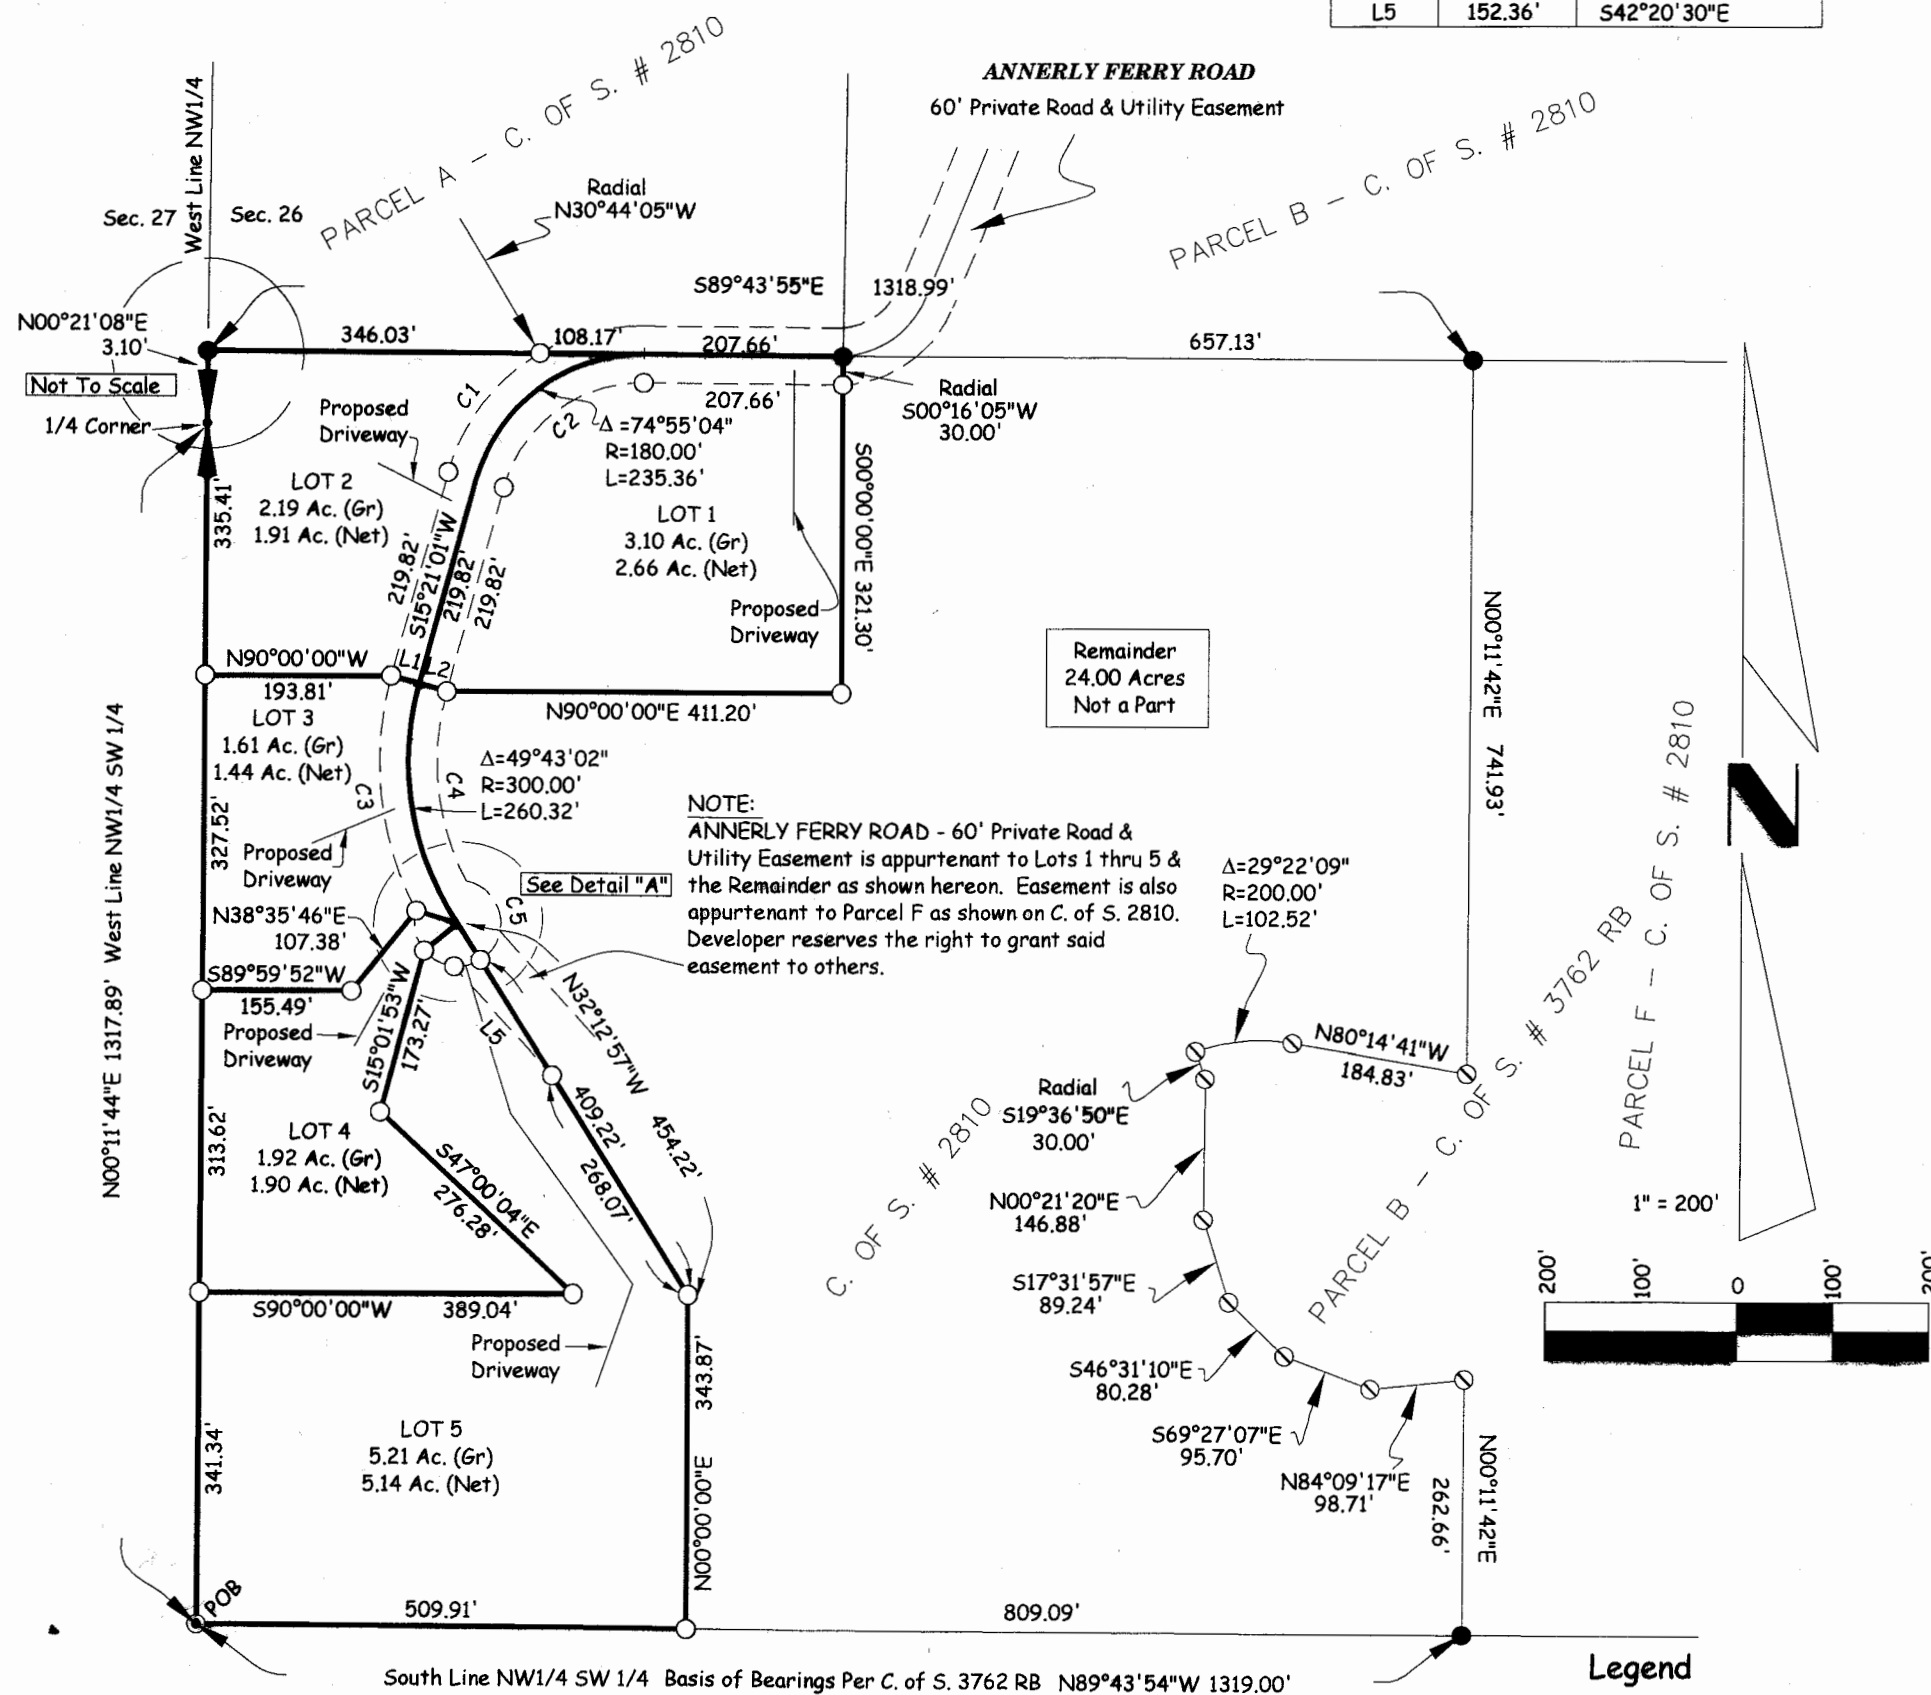 L5 152.36' S42°20'30"E
ANNERLY FERRY ROAD
60' Private Road & Utility Easement
PARCEL A - C. OF S. # 2810
PARCEL B - C. OF S. # 2810
West Line NW1/4
Sec. 27 Sec. 26
Radial
N30°44'05"W
S89°43'55"E 1318.99'
N00°21'08"E
3.10'
346.03' 108.17' 207.66' 657.13'
Not To Scale
1/4 Corner
Proposed
Driveway
C1
C2
207.66'
Radial
S00°16'05"W
30.00'
Δ =74°55'04"
R=180.00'
L=235.36'
LOT 2
2.19 Ac. (Gr)
1.91 Ac. (Net)
335.41'
219.82'
S15°21'01"W
219.82'
219.82'
LOT 1
3.10 Ac. (Gr)
2.66 Ac. (Net)
Proposed
Driveway
S00°00'00"E 321.30'
Remainder
24.00 Acres
Not a Part
N00°11'42"E 741.93'
N90°00'00"W
193.81'
L1 L2
N90°00'00"E 411.20'
LOT 3
1.61 Ac. (Gr)
1.44 Ac. (Net)
C3
C4
Δ=49°43'02"
R=300.00'
L=260.32'
327.52'
Proposed
Driveway
N00°11'44"E 1317.89' West Line NW1/4 SW 1/4
NOTE:
ANNERLY FERRY ROAD - 60' Private Road &
Utility Easement is appurtenant to Lots 1 thru 5 &
the Remainder as shown hereon. Easement is also
appurtenant to Parcel F as shown on C. of S. 2810.
Developer reserves the right to grant said
easement to others.
See Detail "A"
C5
N38°35'46"E
107.38'
S89°59'52"W
155.49'
Proposed
Driveway
S15°01'53"W
173.27'
L5
N32°12'57"W 454.22'
409.22'
268.07'
Δ=29°22'09"
R=200.00'
L=102.52'
N80°14'41"W
184.83'
Radial
S19°36'50"E
30.00'
N00°21'20"E
146.88'
S17°31'57"E
89.24'
S46°31'10"E
80.28'
S69°27'07"E
95.70'
N84°09'17"E
98.71'
N00°11'42"E
262.66'
C. OF S. # 2810
PARCEL B - C. OF S. # 3762 RB
PARCEL F - C. OF S. # 2810
N
1" = 200'
200' 100' 0 100' 200'
LOT 4
1.92 Ac. (Gr)
1.90 Ac. (Net)
313.62'
S47°00'04"E
276.28'
S90°00'00"W 389.04'
Proposed
Driveway
343.87'
N00°00'00"E
LOT 5
5.21 Ac. (Gr)
5.14 Ac. (Net)
341.34'
POB
509.91' 809.09'
South Line NW1/4 SW 1/4 Basis of Bearings Per C. of S. 3762 RB N89°43'54"W 1319.00'
Legend